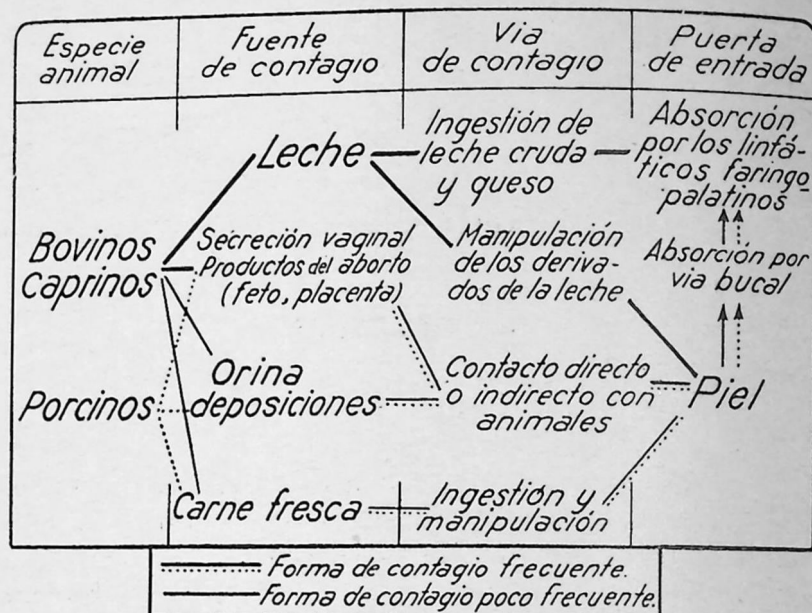 Especie
animal
Fuente
de contagio
Via
de contagio
Puerta
de entrada
Leche
Ingestión de
leche cruda
y queso
Absorción
por los linfá-
ticos faringo-
palatinos
Bovinos
Caprinos
Secreción vaginal
Productos del aborto
(feto, placenta)
Manipulación
de los deriva-
dos de la leche
Absorción por
via bucal
Porcinos
Orina
deposiciones
Contacto directo
o indirecto con
animales
Piel
Carne fresca
Ingestión y
manipulación
Forma de contagio frecuente.
Forma de contagio poco frecuente.